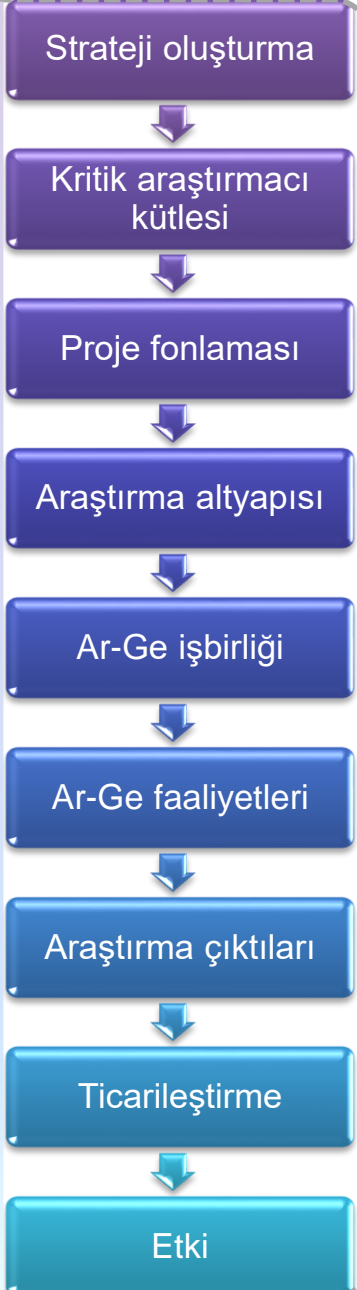 Strateji oluşturma
Kritik araştırmacı
kütlesi
Proje fonlaması
Araştırma altyapısı
Ar-Ge işbirliği
Ar-Ge faaliyetleri
Araştırma çıktıları
Ticarileştirme
Etki